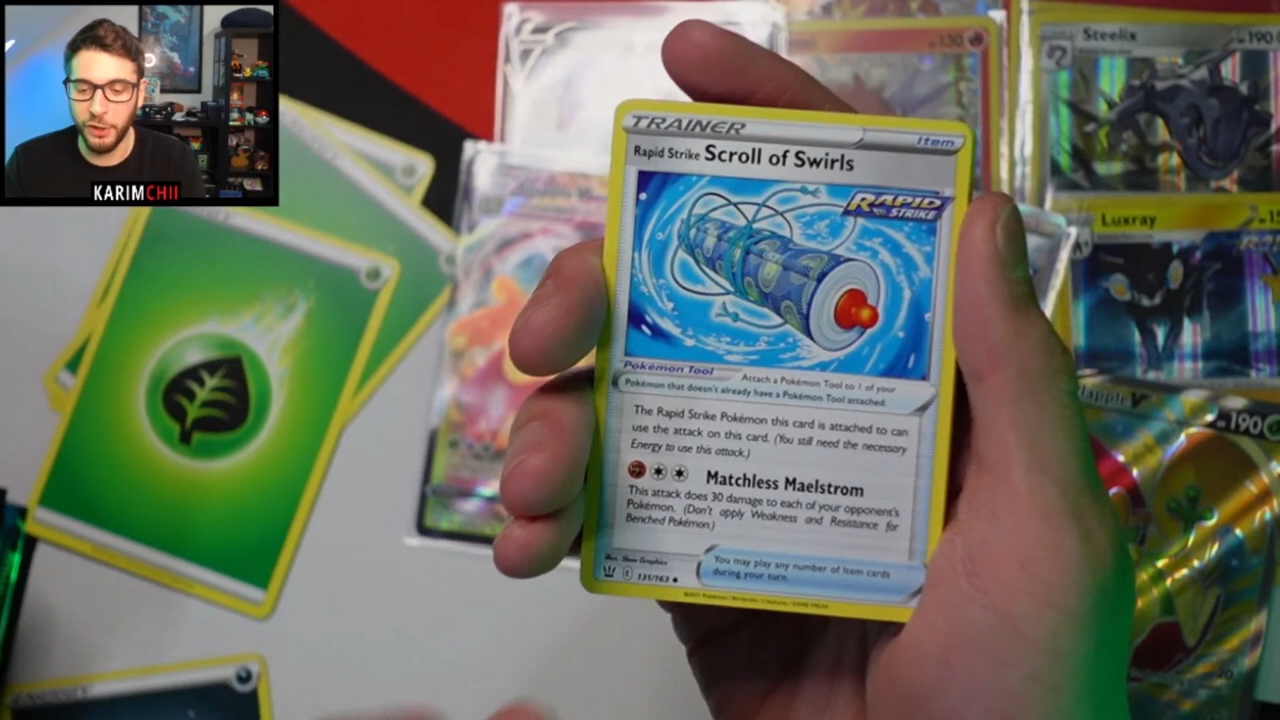 KARIMCHII
TRAINER
Item
Rapid Strike Scroll of Swirls
RAPID
STRIKE
Pokémon Tool
Attach a Pokémon Tool to 1 of your
Pokémon that doesn't already have a Pokémon Tool attached.
The Rapid Strike Pokémon this card is attached to can
use the attack on this card. (You still need the necessary
Energy to use this attack.)
Matchless Maelstrom
This attack does 30 damage to each of your opponent's
Pokémon. (Don't apply Weakness and Resistance for
Benched Pokémon.)
You may play any number of Item cards
during your turn.
131/163
130
Steelix
190
Luxray
190